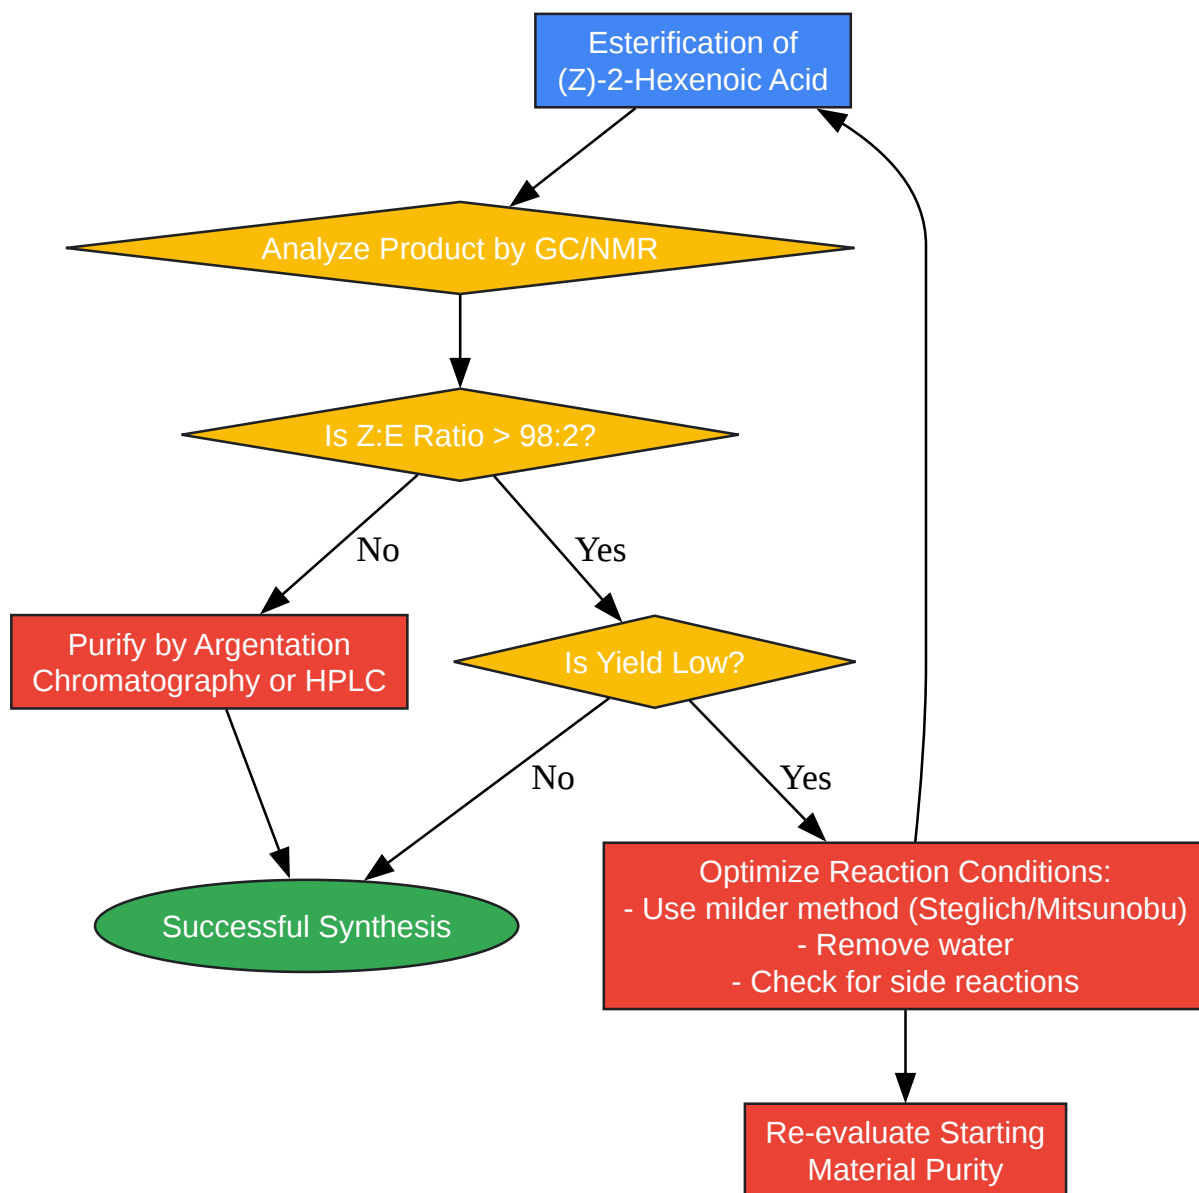 Esterification of
(Z)-2-Hexenoic Acid
Analyze Product by GC/NMR
Is Z:E Ratio > 98:2?
No
Yes
Purify by Argentation
Chromatography or HPLC
Is Yield Low?
No
Yes
Successful Synthesis
Optimize Reaction Conditions:
- Use milder method (Steglich/Mitsunobu)
- Remove water
- Check for side reactions
Re-evaluate Starting
Material Purity